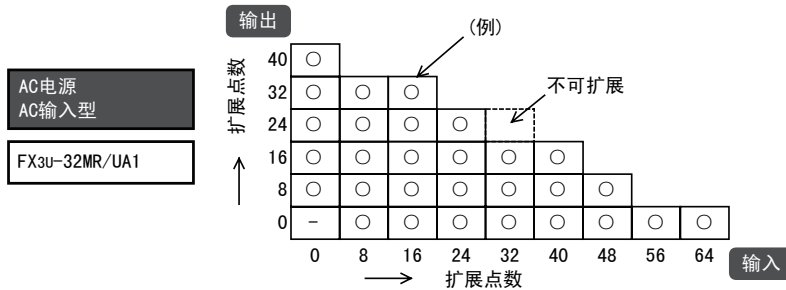 输出
(例)
AC电源
AC输入型
FX3U-32MR/UA1
扩展点数
不可扩展
40 ○
32 ○ ○ ○
24 ○ ○ ○ ○
16 ○ ○ ○ ○ ○ ○
8 ○ ○ ○ ○ ○ ○ ○
0 - ○ ○ ○ ○ ○ ○ ○ ○
0 8 16 24 32 40 48 56 64
输入
扩展点数